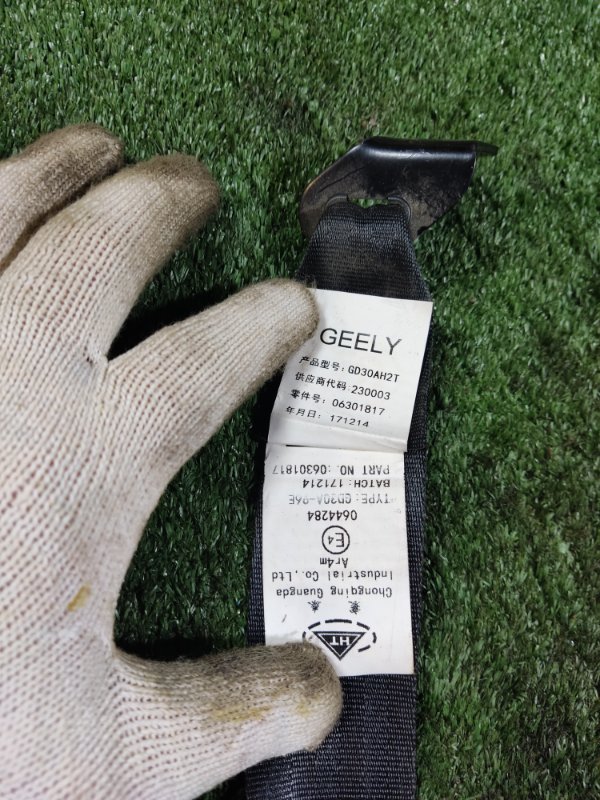 GEELY
产品型号: GD30AH2T
供应商代码: 230003
零件号: 06301817
年月日: 171214
HT
Chongqing Guangda
Industrial Co., Ltd
Ar4m
E4
0644284
TYPE: GD30A-96E
BATCH: 171214
PART NO.: 06301817